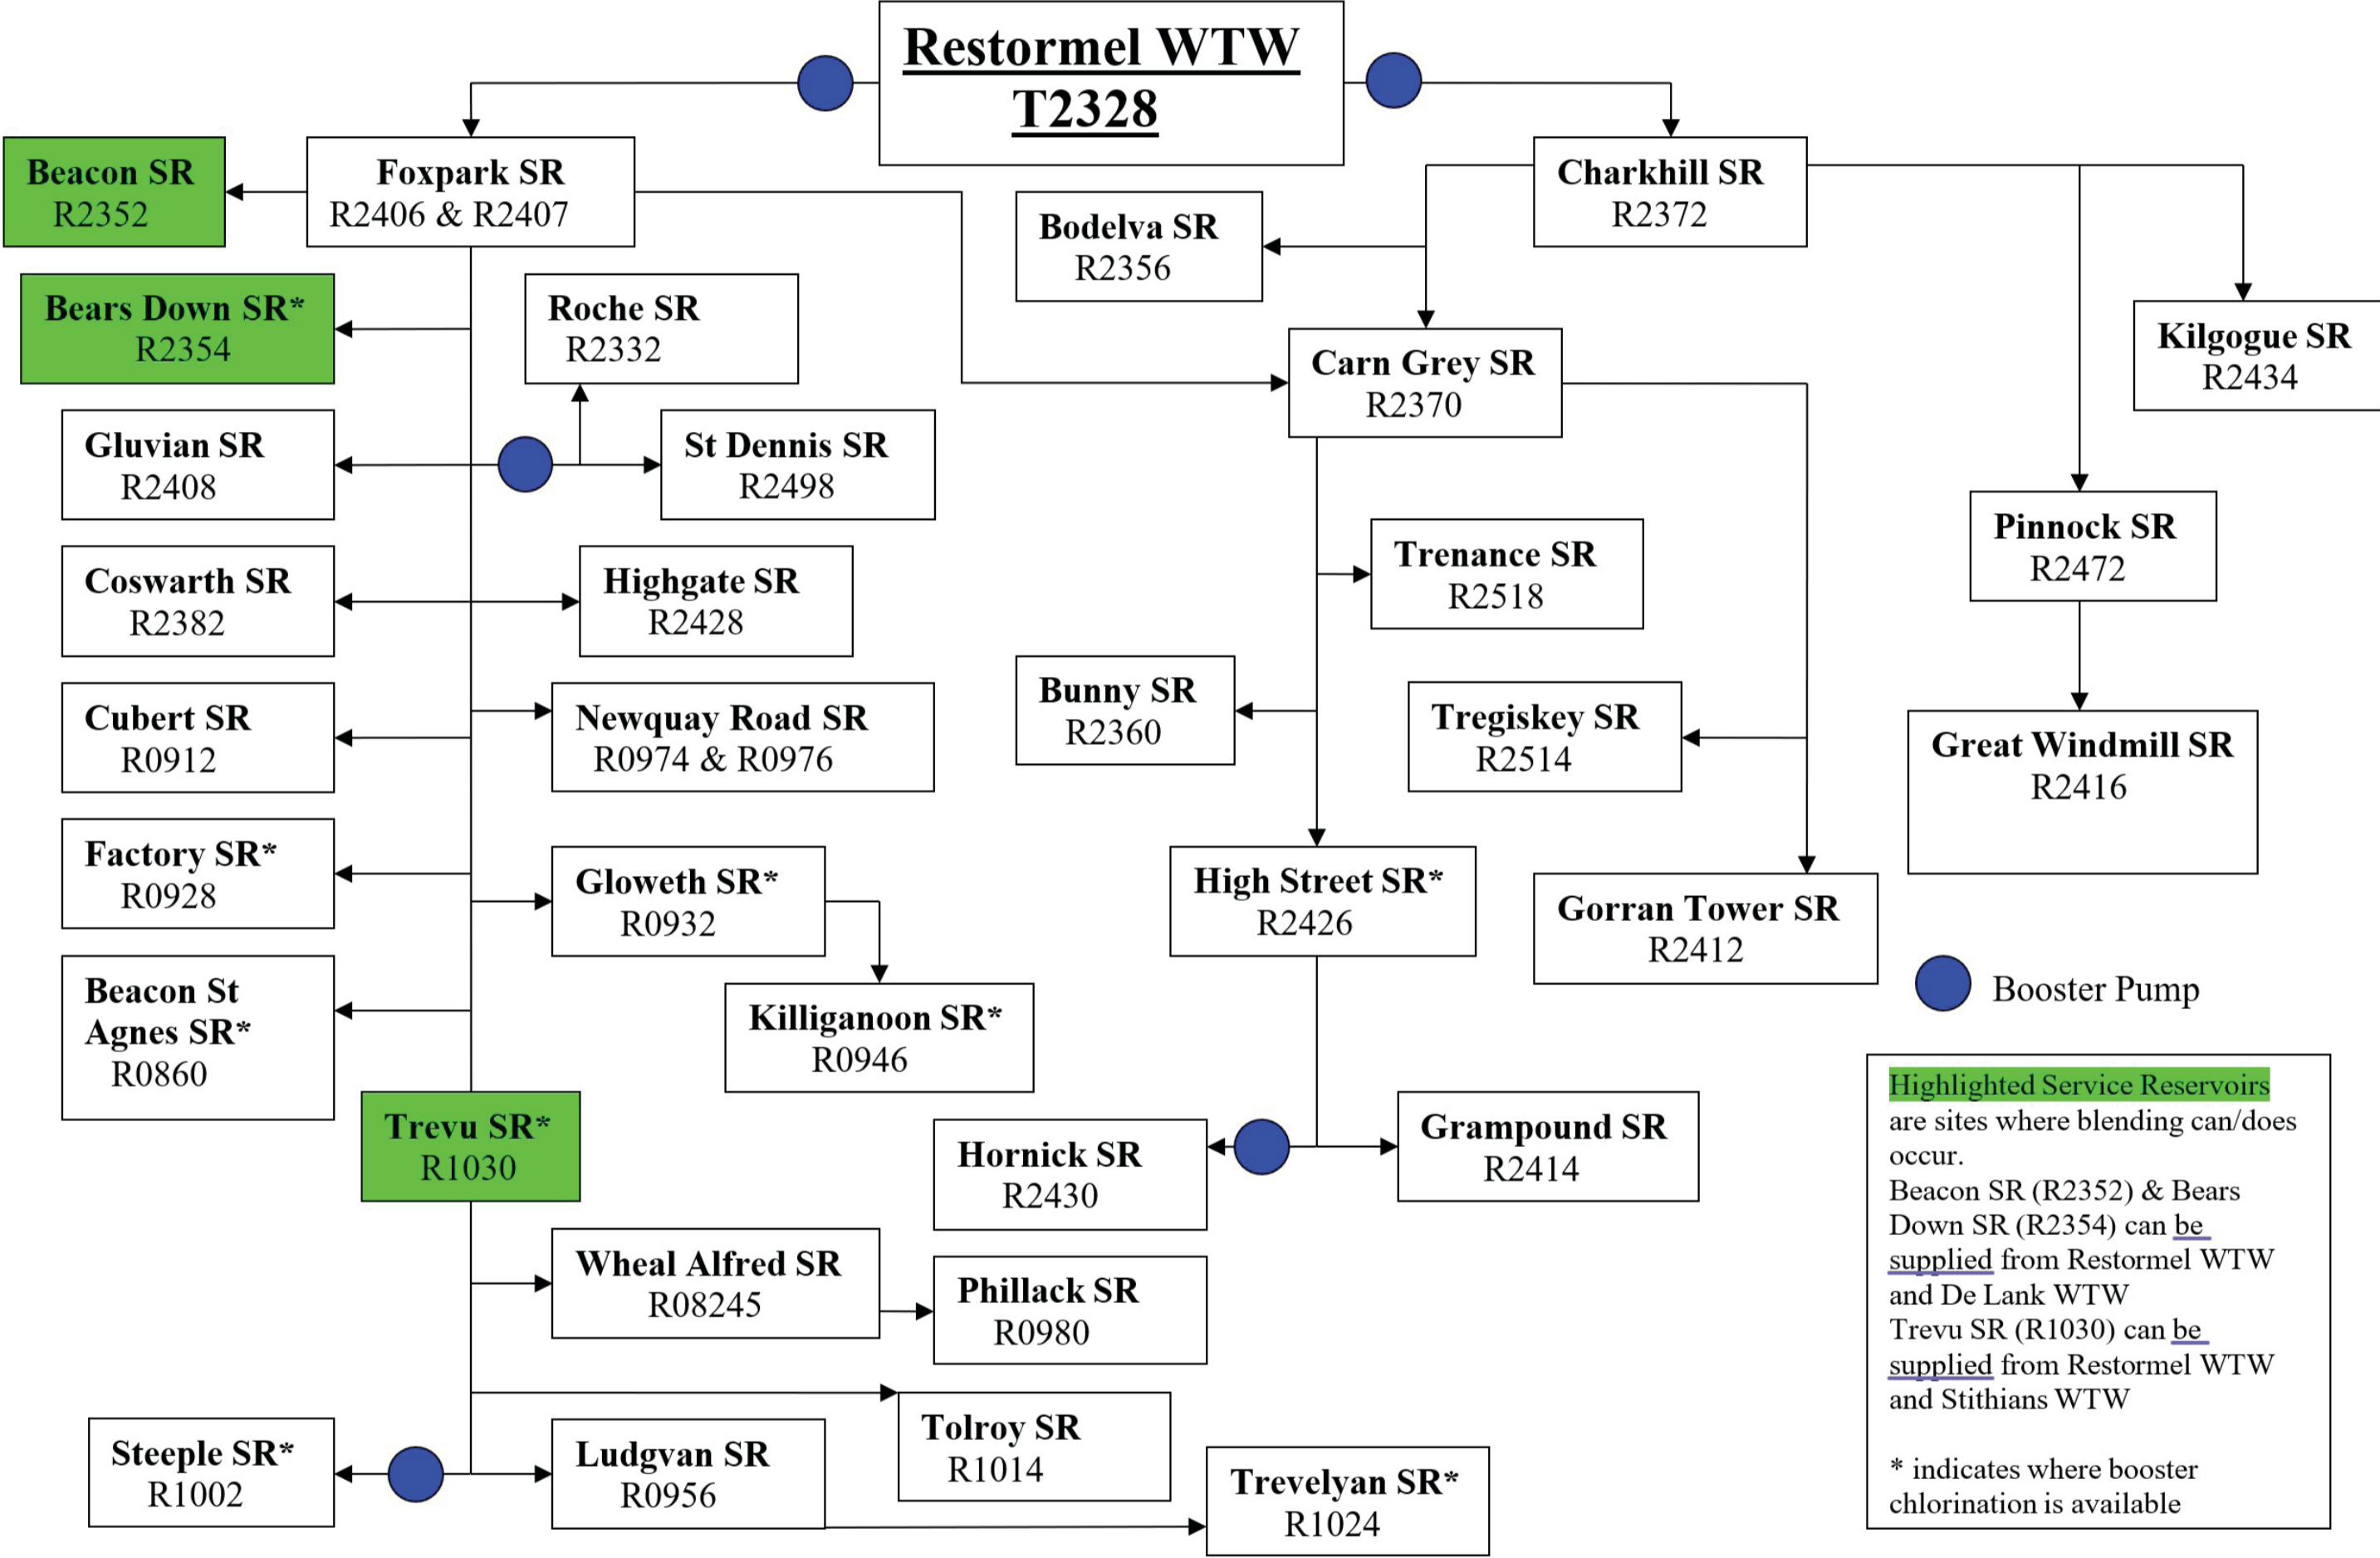 Restormel WTW
T2328
Beacon SR
R2352
Foxpark SR
R2406 & R2407
Charkhill SR
R2372
Bodelva SR
R2356
Bears Down SR*
R2354
Roche SR
R2332
Carn Grey SR
R2370
Kilgogue SR
R2434
Gluvian SR
R2408
St Dennis SR
R2498
Pinnock SR
R2472
Trenance SR
R2518
Coswarth SR
R2382
Highgate SR
R2428
Bunny SR
R2360
Tregiskey SR
R2514
Cubert SR
R0912
Newquay Road SR
R0974 & R0976
Great Windmill SR
R2416
Factory SR*
R0928
Gloweth SR*
R0932
High Street SR*
R2426
Gorran Tower SR
R2412
Beacon St
Agnes SR*
R0860
Killiganoon SR*
R0946
Booster Pump
Trevu SR*
R1030
Hornick SR
R2430
Grampound SR
R2414
Wheal Alfred SR
R08245
Phillack SR
R0980
Tolroy SR
R1014
Steeple SR*
R1002
Ludgvan SR
R0956
Trevelyan SR*
R1024
Highlighted Service Reservoirs
are sites where blending can/does
occur.
Beacon SR (R2352) & Bears
Down SR (R2354) can be
supplied from Restormel WTW
and De Lank WTW
Trevu SR (R1030) can be
supplied from Restormel WTW
and Stithians WTW
* indicates where booster
chlorination is available